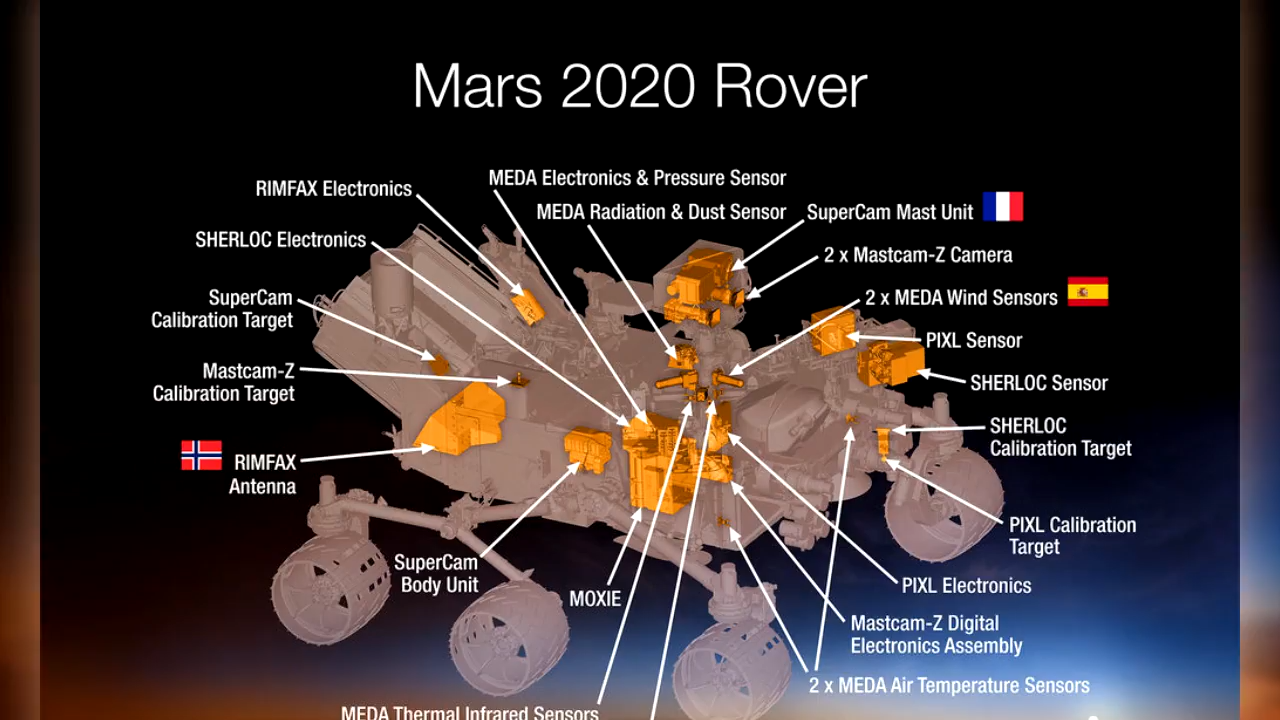 Mars 2020 Rover
MEDA Electronics & Pressure Sensor
RIMFAX Electronics
MEDA Radiation & Dust Sensor
SuperCam Mast Unit
SHERLOC Electronics
2 x Mastcam-Z Camera
SuperCam
Calibration Target
2 x MEDA Wind Sensors
PIXL Sensor
Mastcam-Z
Calibration Target
SHERLOC Sensor
SHERLOC
Calibration Target
RIMFAX
Antenna
PIXL Calibration
Target
SuperCam
Body Unit
MOXIE
PIXL Electronics
Mastcam-Z Digital
Electronics Assembly
2 x MEDA Air Temperature Sensors
MEDA Thermal Infrared Sensors